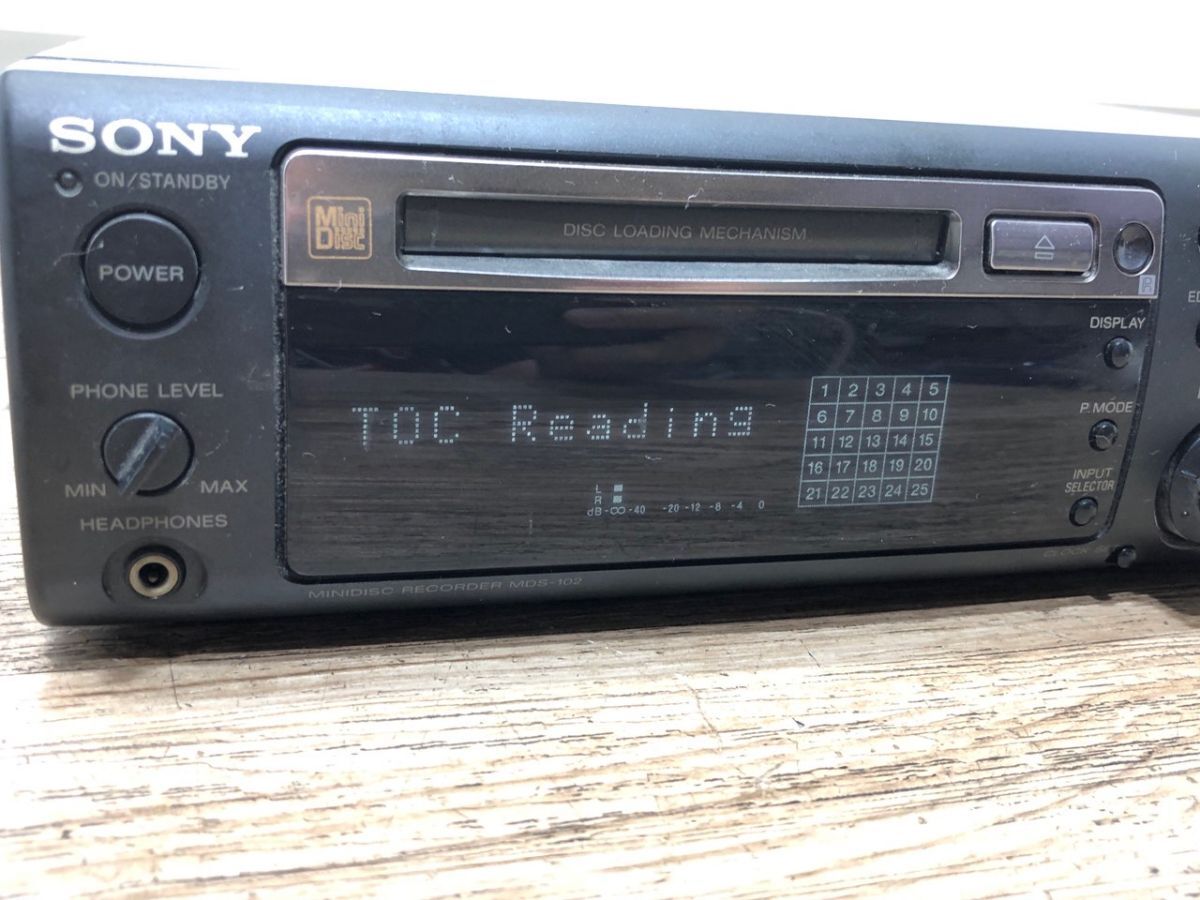 SONY
ON/STANDBY
POWER
PHONE LEVEL
MIN MAX
HEADPHONES
Mini Disc
DISC LOADING MECHANISM
R
DISPLAY
P.MODE
INPUT SELECTOR
TOC Reading
1 2 3 4 5
6 7 8 9 10
11 12 13 14 15
16 17 18 19 20
21 22 23 24 25
L
R
dB-∞-40 -20 -12 -8 -4 0
MINIDISC RECORDER MDS-102